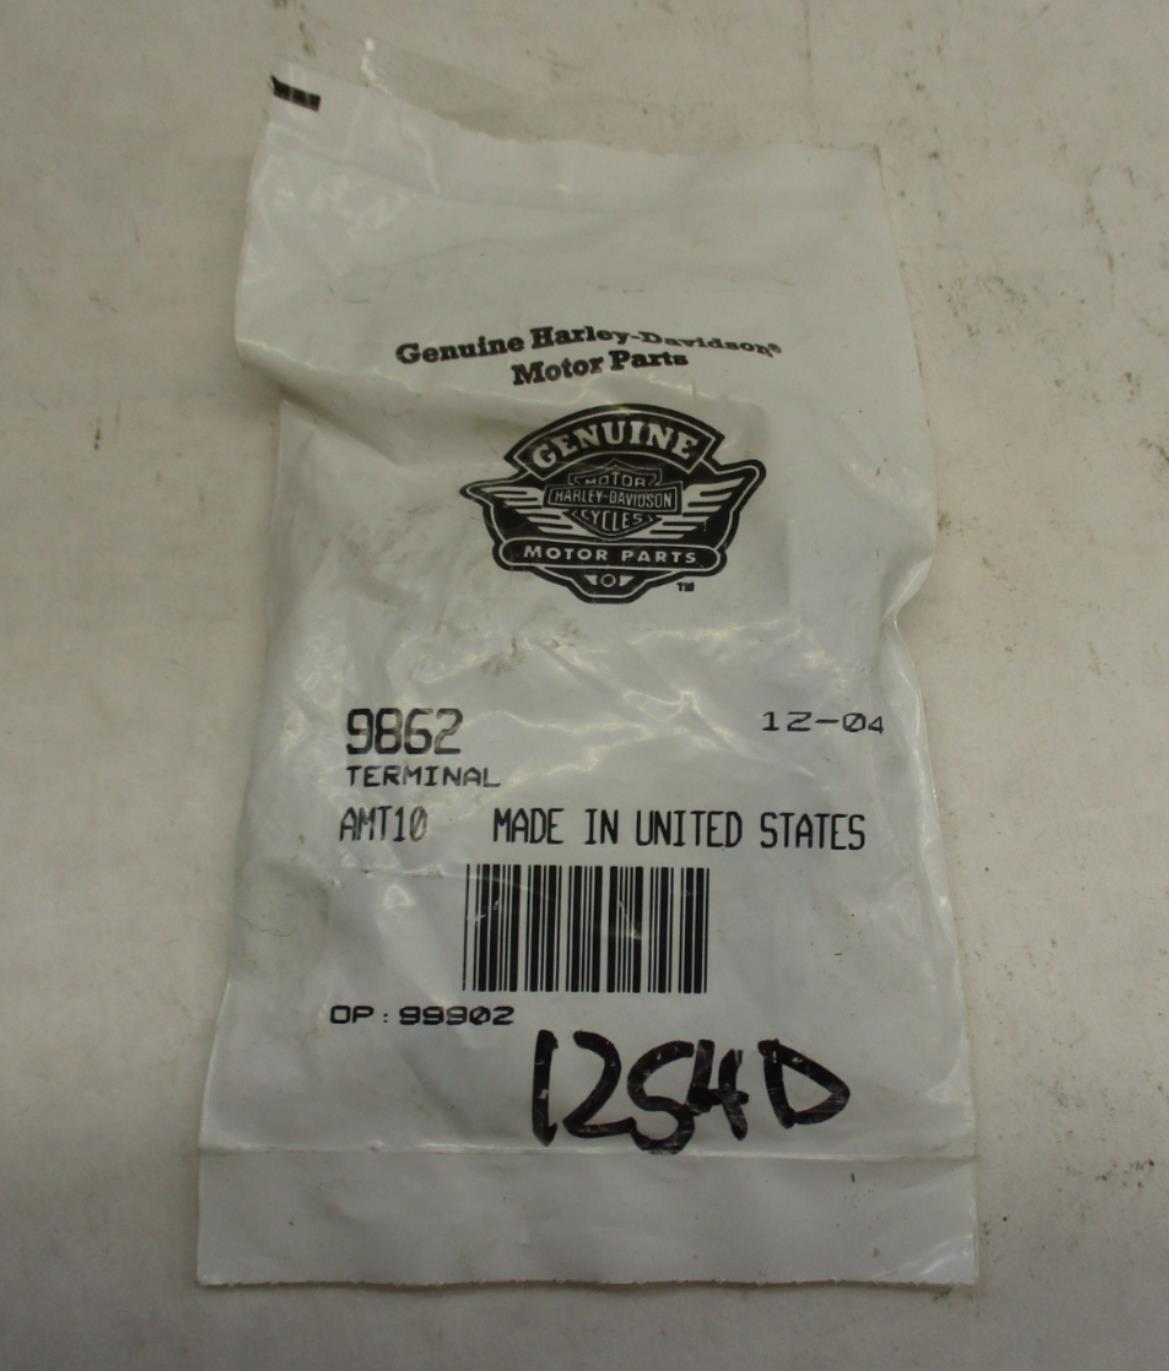 Genuine Harley-Davidson®
Motor Parts
GENUINE
MOTOR
HARLEY-DAVIDSON
CYCLES
MOTOR PARTS
TM
9862 12-04
TERMINAL
AMT10 MADE IN UNITED STATES
OP: 99902
1254D